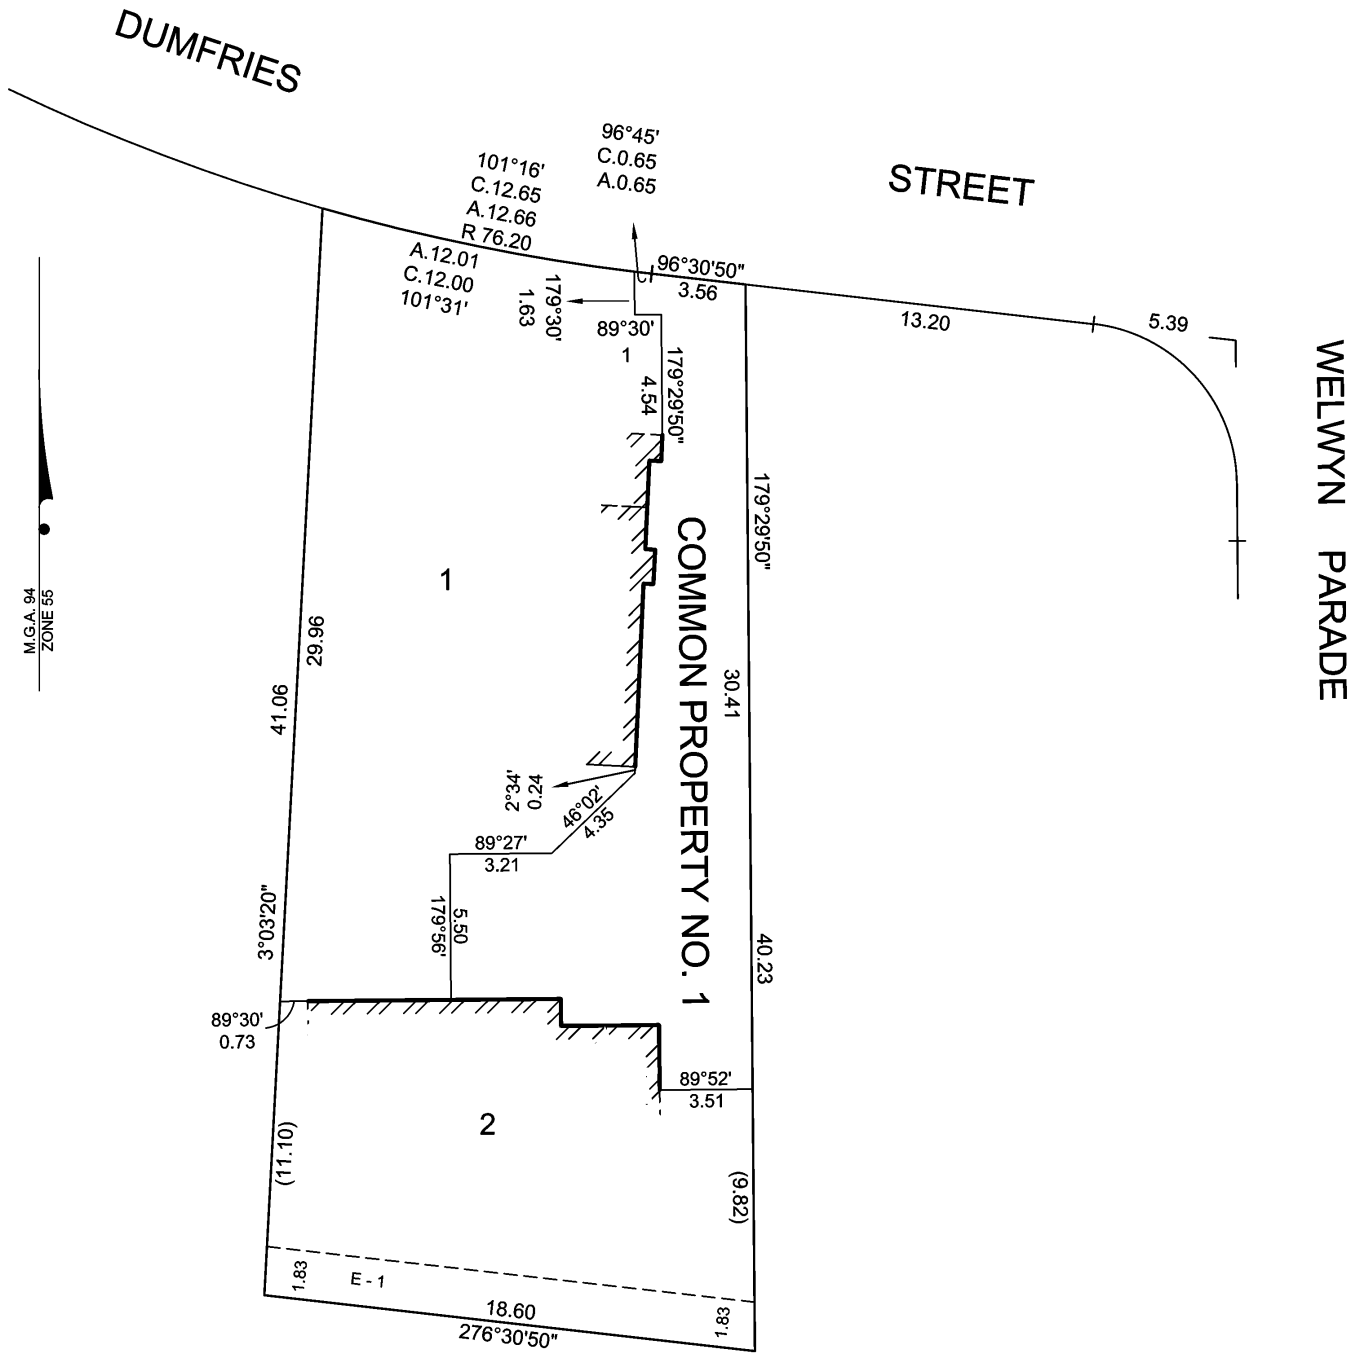 DUMFRIES
STREET
WELWYN PARADE
96°45'
C.0.65
A.0.65
101°16'
C.12.65
A.12.66
R 76.20
A.12.01
C.12.00
101°31'
179°30'
1.63
96°30'50"
3.56
89°30'
1
13.20
5.39
179°29'50"
4.54
179°29'50"
COMMON PROPERTY NO. 1
1
M.G.A. 94
ZONE 55
29.96
41.06
30.41
2°34'
0.24
46°02'
4.35
89°27'
3.21
3°03'20"
5.50
179°56'
40.23
89°30'
0.73
89°52'
3.51
2
(11.10)
(9.82)
1.83
E - 1
1.83
18.60
276°30'50"